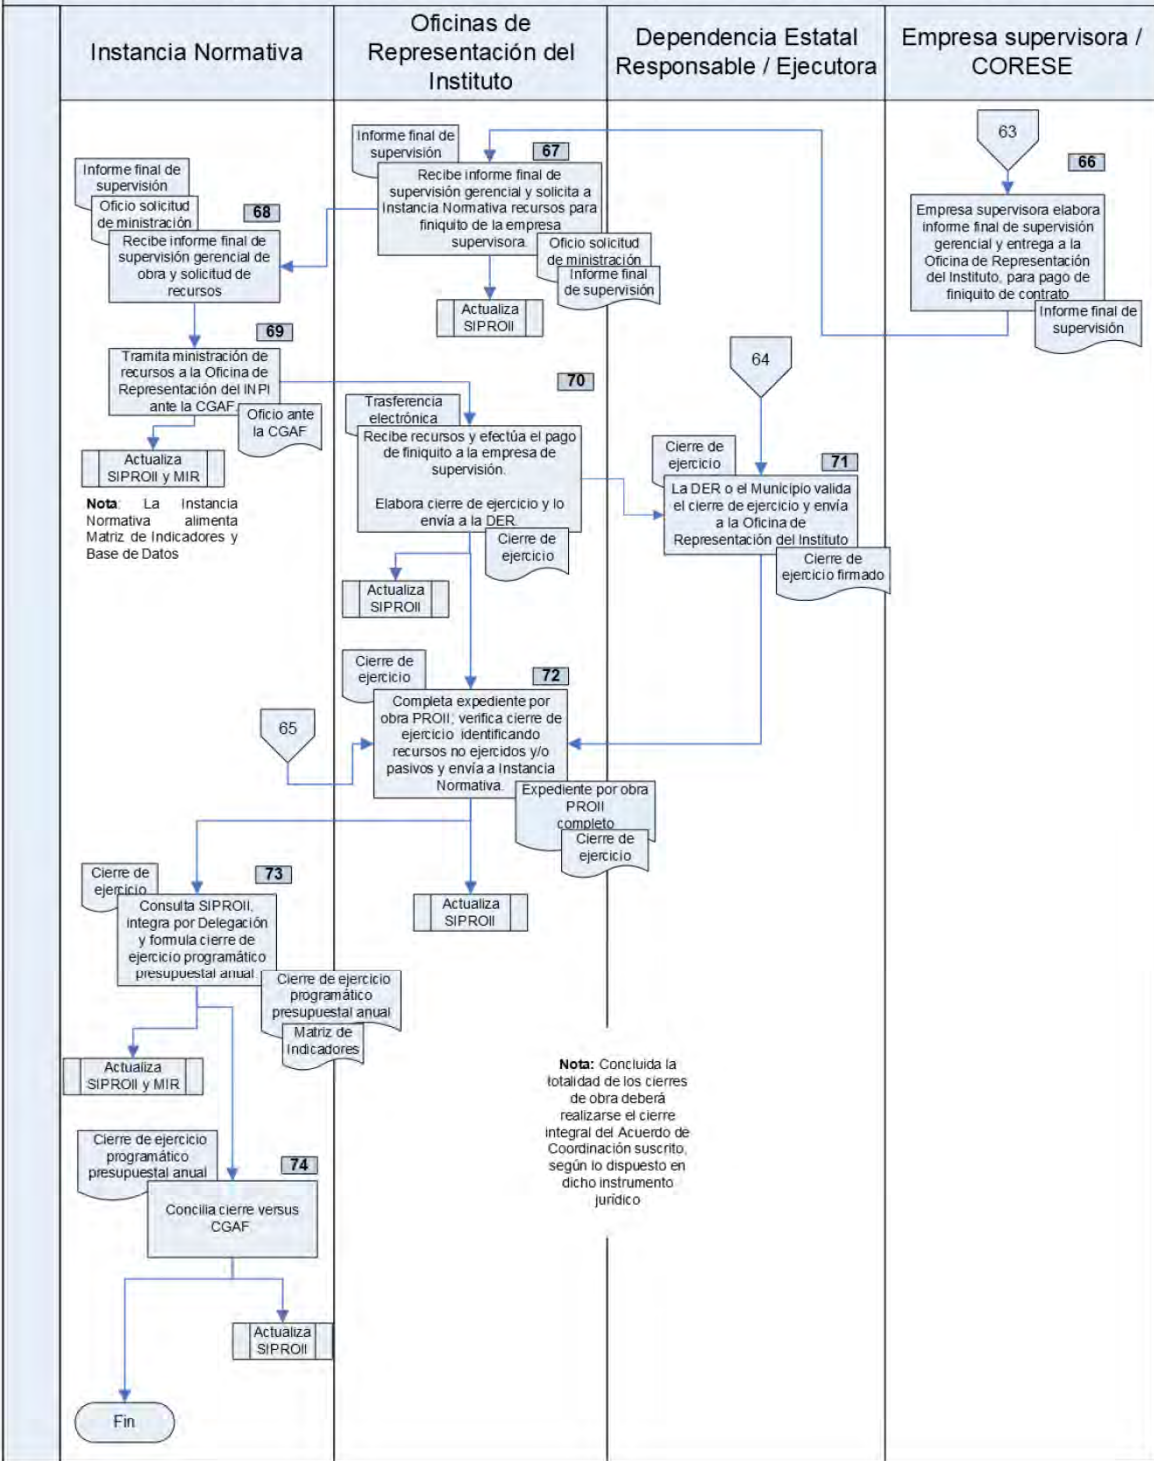 Instancia Normativa
Oficinas de
Representación del
Instituto
Dependencia Estatal
Responsable / Ejecutora
Empresa supervisora /
CORESE
63
66
Empresa supervisora elabora
informe final de supervisión
gerencial y entrega a la
Oficina de Representación
del Instituto, para pago de
finiquito de contrato
Informe final de
supervisión
Informe final de
supervisión
67
Recibe informe final de
supervisión gerencial y solicita a
Instancia Normativa recursos para
finiquito de la empresa
supervisora.
Oficio solicitud
de ministración
Informe final
de supervisión
Actualiza
SIPROII
Informe final de
supervisión
Oficio solicitud
de ministración
68
Recibe informe final de
supervisión gerencial de
obra y solicitud de
recursos
69
Tramita ministración de
recursos a la Oficina de
Representación del INPI
ante la CGAF.
Oficio ante
la CGAF
Actualiza
SIPROII y MIR
Nota: La Instancia
Normativa alimenta
Matriz de Indicadores y
Base de Datos
70
Trasferencia
electrónica
Recibe recursos y efectúa el pago
de finiquito a la empresa de
supervisión.
Elabora cierre de ejercicio y lo
envía a la DER.
Cierre de
ejercicio
Actualiza
SIPROII
64
Cierre de
ejercicio
71
La DER o el Municipio valida
el cierre de ejercicio y envía
a la Oficina de
Representación del Instituto
Cierre de
ejercicio firmado
65
Cierre de
ejercicio
72
Completa expediente por
obra PROII; verifica cierre de
ejercicio identificando
recursos no ejercidos y/o
pasivos y envía a Instancia
Normativa.
Expediente por obra
PROII
completo
Cierre de
ejercicio
Actualiza
SIPROII
Cierre de
ejercicio
73
Consulta SIPROII,
integra por Delegación
y formula cierre de
ejercicio programático
presupuestal anual
Cierre de ejercicio
programático
presupuestal anual
Matriz de
Indicadores
Actualiza
SIPROII y MIR
Nota: Concluida la
totalidad de los cierres
de obra deberá
realizarse el cierre
integral del Acuerdo de
Coordinación suscrito,
según lo dispuesto en
dicho instrumento
jurídico
Cierre de ejercicio
programático
presupuestal anual
74
Concilia cierre versus
CGAF
Actualiza
SIPROII
Fin